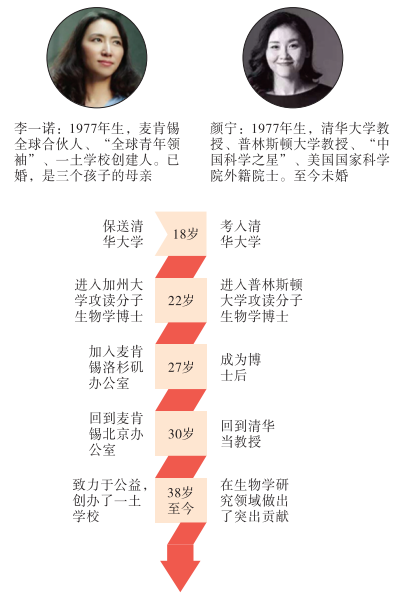 李一诺：1977年生，麦肯锡
全球合伙人、“全球青年领
袖”、一土学校创建人。已
婚，是三个孩子的母亲
颜宁：1977年生，清华大学教
授、普林斯顿大学教授、“中
国科学之星”、美国国家科学
院外籍院士。至今未婚
保送清
华大学
18岁
考入清
华大学
进入加州大
学攻读分子
生物学博士
22岁
进入普林斯顿
大学攻读分子
生物学博士
加入麦肯
锡洛杉矶
办公室
27岁
成为博
士后
回到麦肯
锡北京办
公室
30岁
回到清华
当教授
致力于公益，
创办了一土
学校
38岁
至今
在生物学研
究领域做出
了突出贡献